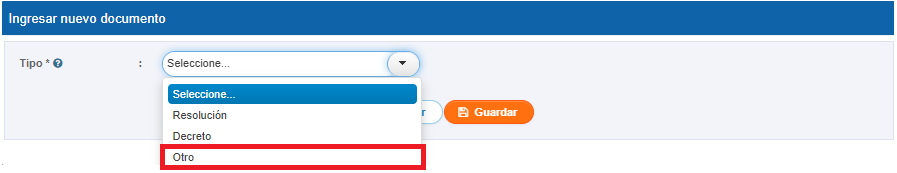 Ingresar nuevo documento
Tipo * ? : Seleccione...
Seleccione...
Resolución
r Guardar
Decreto
Otro